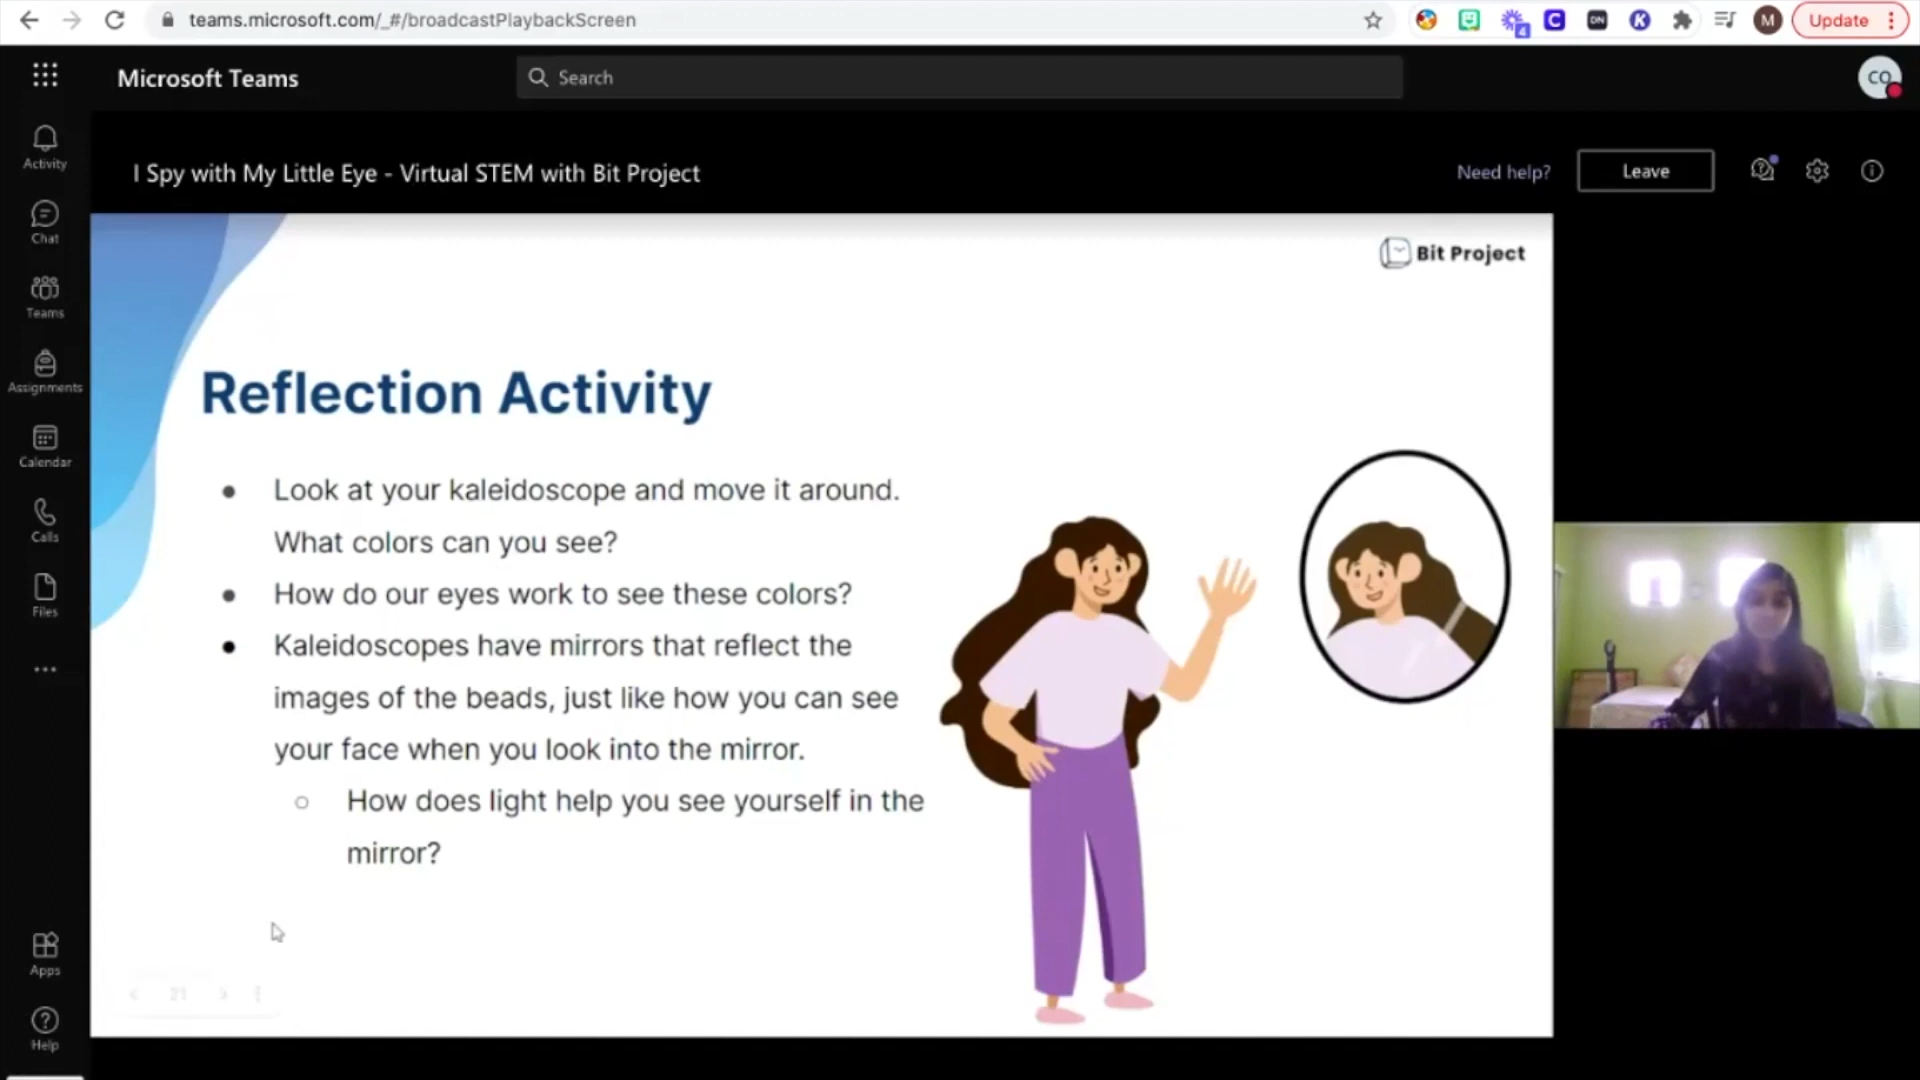 teams.microsoft.com/_#/broadcastPlaybackScreen
4
C
DN
K
M
Update
Microsoft Teams
Search
CO
Activity
Chat
Teams
Assignments
Calendar
Calls
Files
Apps
Help
I Spy with My Little Eye - Virtual STEM with Bit Project
Need help?
Leave
Bit Project
Reflection Activity
Look at your kaleidoscope and move it around.
What colors can you see?
How do our eyes work to see these colors?
Kaleidoscopes have mirrors that reflect the
images of the beads, just like how you can see
your face when you look into the mirror.
How does light help you see yourself in the
mirror?
21